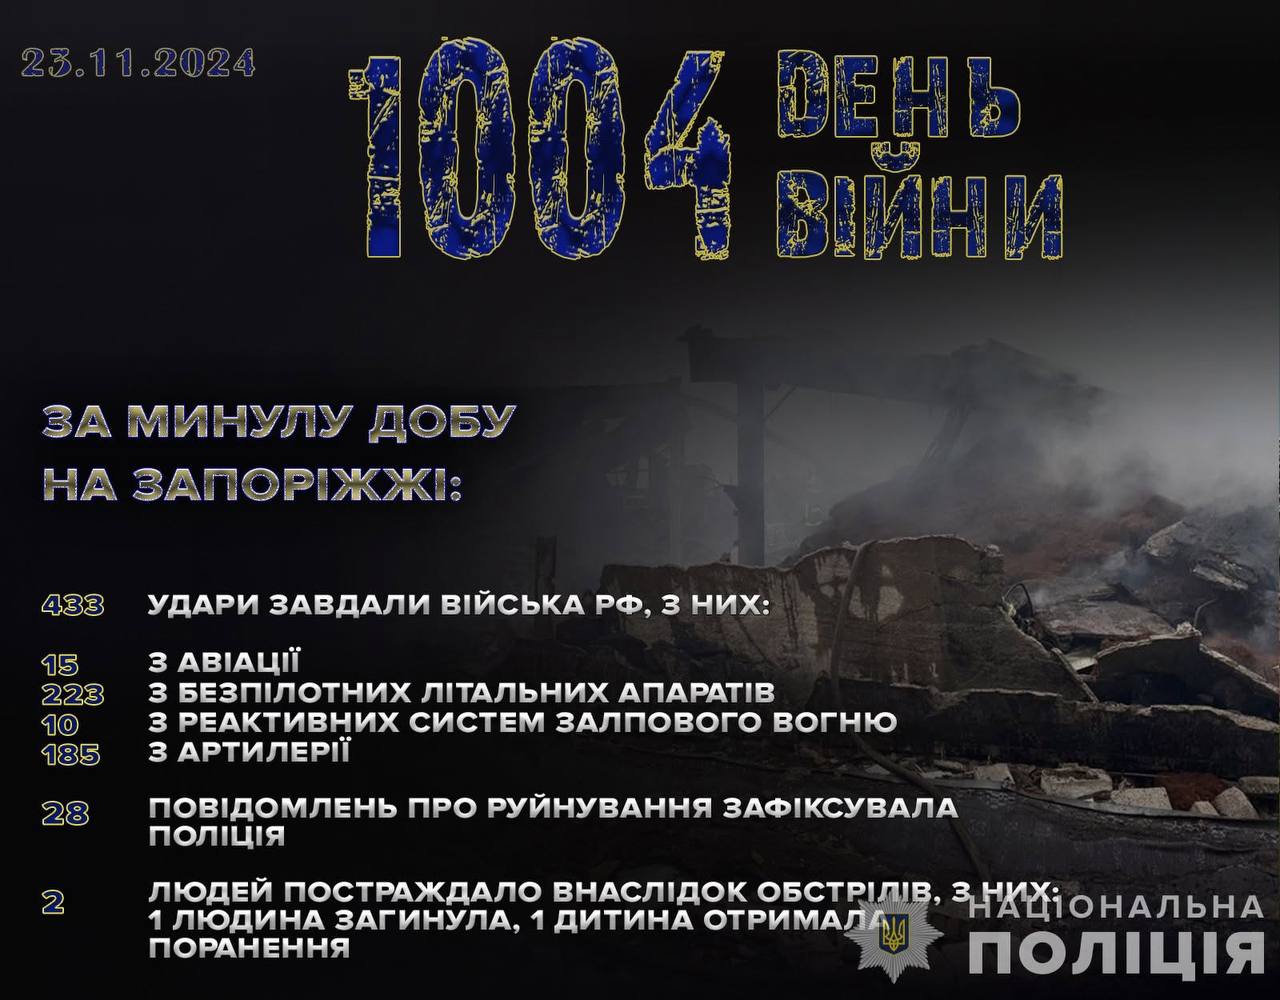 23.11.2024
1004 DЕНЬ
ВІЙНИ
ЗА МИНУЛУ ДОБУ
НА ЗАПОРІЖЖІ:
433 УДАРИ ЗАВДАЛИ ВІЙСЬКА РФ, З НИХ:
15 З АВІАЦІЇ
223 З БЕЗПІЛОТНИХ ЛІТАЛЬНИХ АПАРАТІВ
10 З РЕАКТИВНИХ СИСТЕМ ЗАЛПОВОГО ВОГНЮ
185 З АРТИЛЕРІЇ
28 ПОВІДОМЛЕНЬ ПРО РУЙНУВАННЯ ЗАФІКСУВАЛА
ПОЛІЦІЯ
2 ЛЮДЕЙ ПОСТРАЖДАЛО ВНАСЛІДОК ОБСТРІЛІВ, З НИХ:
1 ЛЮДИНА ЗАГИНУЛА, 1 ДИТИНА ОТРИМАЛА
ПОРАНЕННЯ
НАЦІОНАЛЬНА
ПОЛІЦІЯ